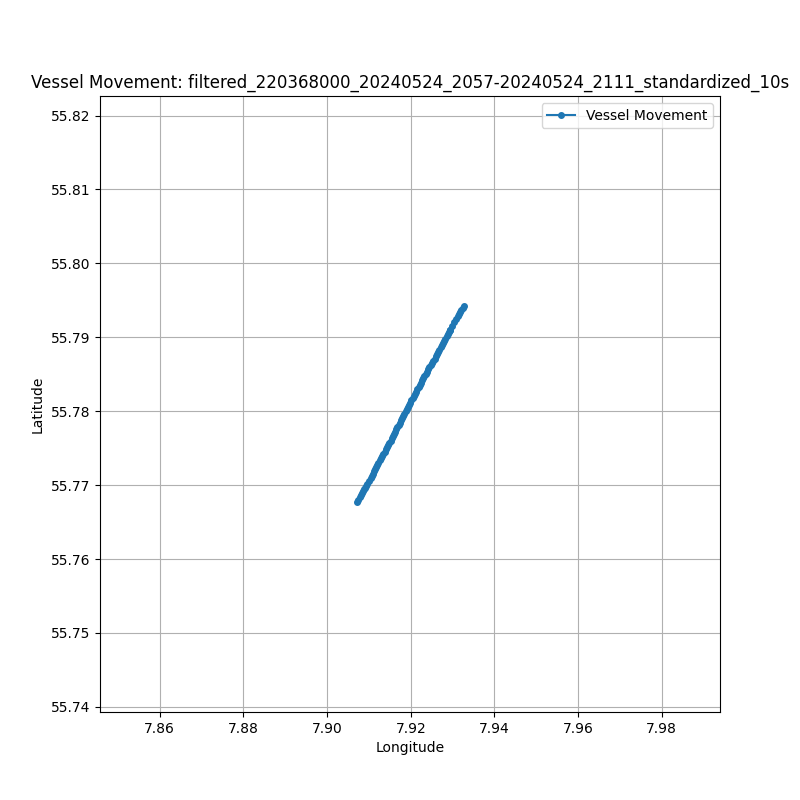 Vessel Movement: filtered_220368000_20240524_2057-20240524_2111_standardized_10s
Vessel Movement
55.82
55.81
55.80
55.79
55.78
55.77
55.76
55.75
55.74
Latitude
7.86 7.88 7.90 7.92 7.94 7.96 7.98
Longitude